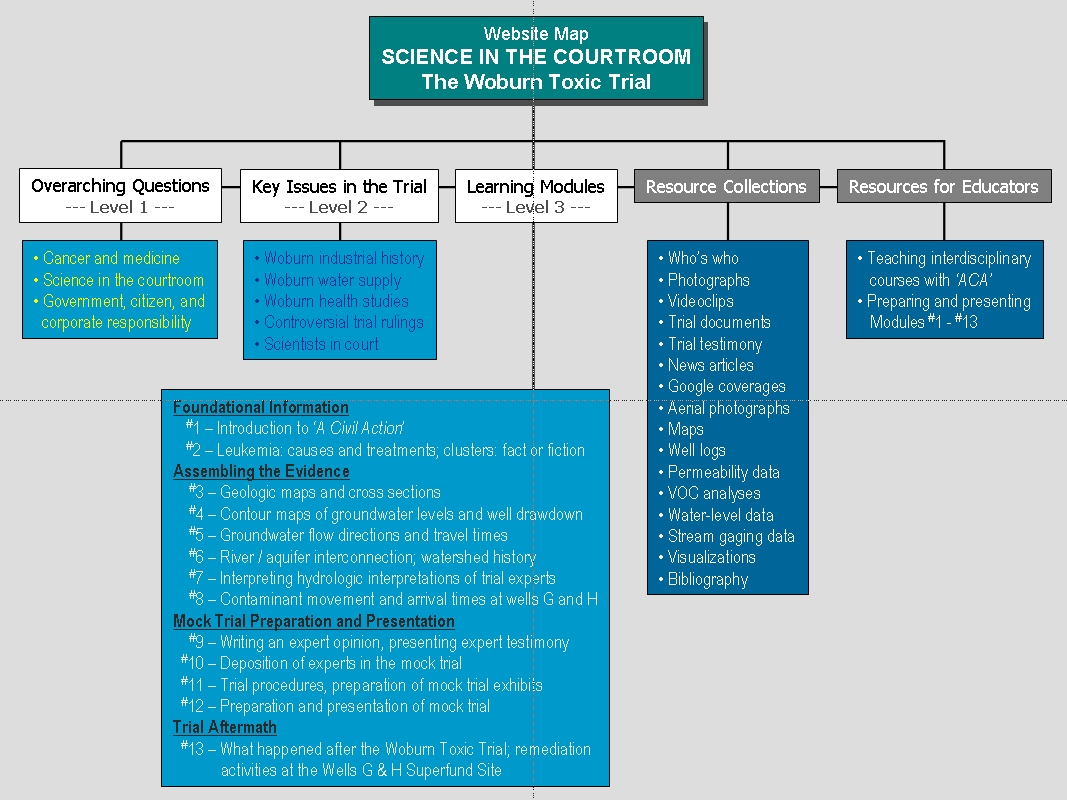 Website Map
SCIENCE IN THE COURTROOM
The Woburn Toxic Trial
Overarching Questions
--- Level 1 ---
Key Issues in the Trial
--- Level 2 ---
Learning Modules
--- Level 3 ---
Resource Collections
Resources for Educators
• Cancer and medicine
• Science in the courtroom
• Government, citizen, and
corporate responsibility
• Woburn industrial history
• Woburn water supply
• Woburn health studies
• Controversial trial rulings
• Scientists in court
Foundational Information
#1 – Introduction to ‘A Civil Action’
#2 – Leukemia: causes and treatments; clusters: fact or fiction
Assembling the Evidence
#3 – Geologic maps and cross sections
#4 – Contour maps of groundwater levels and well drawdown
#5 – Groundwater flow directions and travel times
#6 – River / aquifer interconnection; watershed history
#7 – Interpreting hydrologic interpretations of trial experts
#8 – Contaminant movement and arrival times at wells G and H
Mock Trial Preparation and Presentation
#9 – Writing an expert opinion, presenting expert testimony
#10 – Deposition of experts in the mock trial
#11 – Trial procedures, preparation of mock trial exhibits
#12 – Preparation and presentation of mock trial
Trial Aftermath
#13 – What happened after the Woburn Toxic Trial; remediation
activities at the Wells G & H Superfund Site
• Who’s who
• Photographs
• Videoclips
• Trial documents
• Trial testimony
• News articles
• Google coverages
• Aerial photographs
• Maps
• Well logs
• Permeability data
• VOC analyses
• Water-level data
• Stream gaging data
• Visualizations
• Bibliography
• Teaching interdisciplinary
courses with ‘ACA’
• Preparing and presenting
Modules #1 - #13